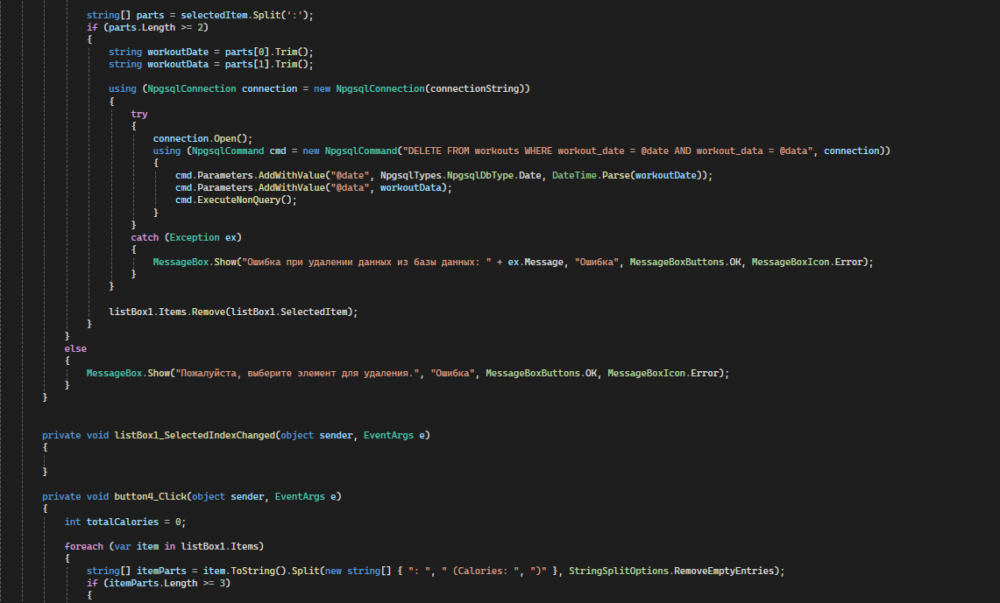 string[] parts = selectedItem.Split(':');
if (parts.Length >= 2)
{
string workoutDate = parts[0].Trim();
string workoutData = parts[1].Trim();
using (NpgsqlConnection connection = new NpgsqlConnection(connectionString))
{
try
{
connection.Open();
using (NpgsqlCommand cmd = new NpgsqlCommand("DELETE FROM workouts WHERE workout_date = @date AND workout_data = @data", connection))
{
cmd.Parameters.AddWithValue("@date", NpgsqlTypes.NpgsqlDbType.Date, DateTime.Parse(workoutDate));
cmd.Parameters.AddWithValue("@data", workoutData);
cmd.ExecuteNonQuery();
}
}
catch (Exception ex)
{
MessageBox.Show("Ошибка при удалении данных из базы данных: " + ex.Message, "Ошибка", MessageBoxButtons.OK, MessageBoxIcon.Error);
}
}
listBox1.Items.Remove(listBox1.SelectedItem);
}
}
else
{
MessageBox.Show("Пожалуйста, выберите элемент для удаления.", "Ошибка", MessageBoxButtons.OK, MessageBoxIcon.Error);
}
}
private void listBox1_SelectedIndexChanged(object sender, EventArgs e)
{
}
private void button4_Click(object sender, EventArgs e)
{
int totalCalories = 0;
foreach (var item in listBox1.Items)
{
string[] itemParts = item.ToString().Split(new string[] { ": ", " (Calories: ", ")" }, StringSplitOptions.RemoveEmptyEntries);
if (itemParts.Length >= 3)
{